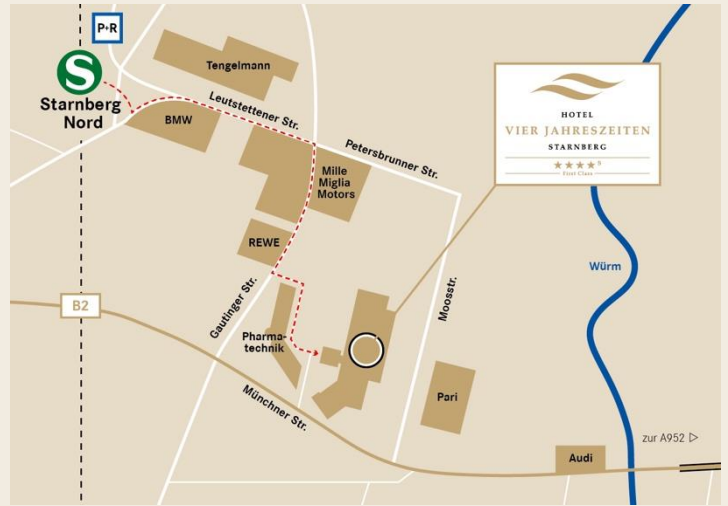 P+R
S
Starnberg
Nord
Tengelmann
Leutstettener Str.
BMW
Petersbrunner Str.
Mille
Miglia
Motors
REWE
HOTEL
VIER JAHRESZEITEN
STARNBERG
★★★★S
First Class
Würm
B2
Gautinger Str.
Moosstr.
Pharma-
technik
Münchner Str.
Pari
zur A952 ▷
Audi